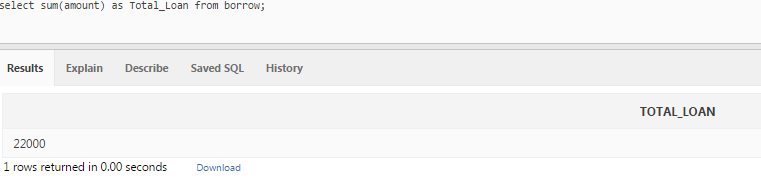 select sum(amount) as Total_Loan from borrow;
Results Explain Describe Saved SQL History
TOTAL_LOAN
22000
1 rows returned in 0.00 seconds Download